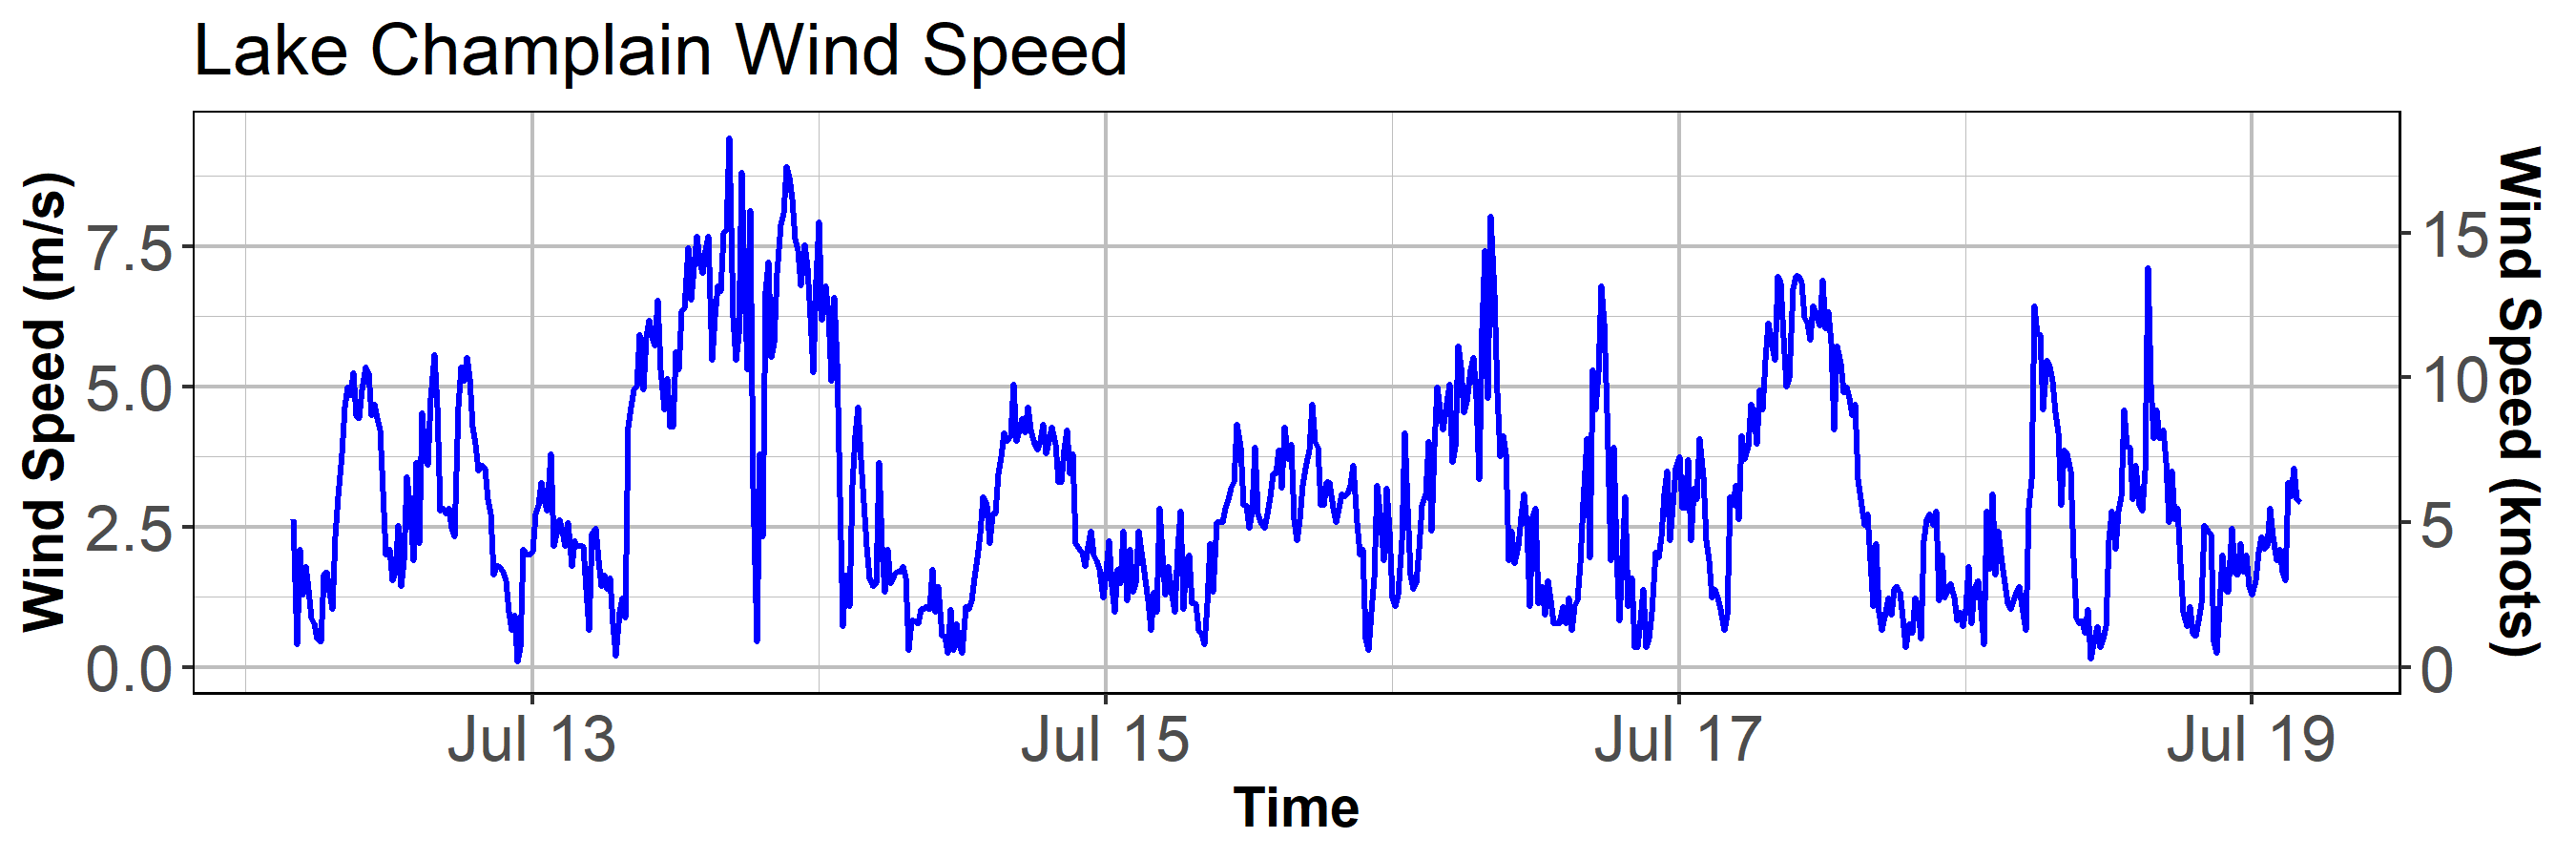 Lake Champlain Wind Speed
Wind Speed (m/s)
7.5
5.0
2.5
0.0
15
10
5
0
Wind Speed (knots)
Jul 13 Jul 15 Jul 17 Jul 19
Time